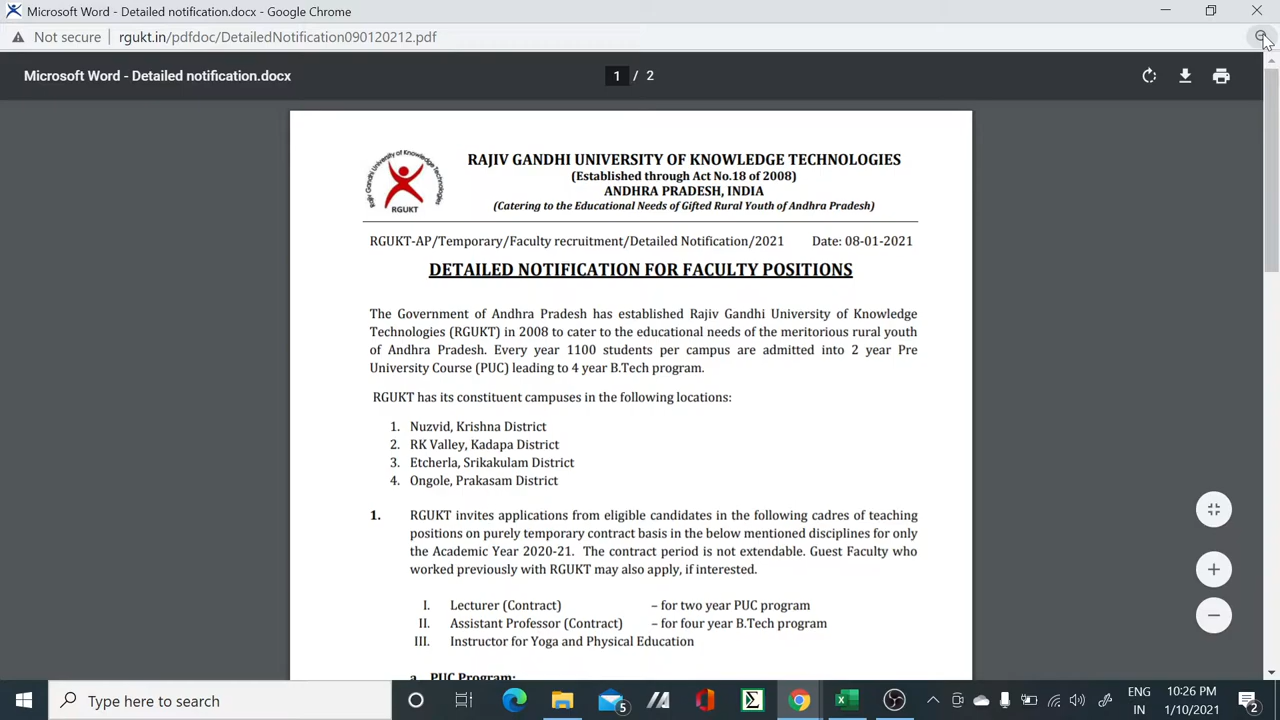 Microsoft Word - Detailed notification.docx - Google Chrome
Not secure | rgukt.in/pdfdoc/DetailedNotification090120212.pdf
Microsoft Word - Detailed notification.docx 1 / 2
Rajiv Gandhi University of Knowledge Technologies
RGUKT
RAJIV GANDHI UNIVERSITY OF KNOWLEDGE TECHNOLOGIES
(Established through Act No.18 of 2008)
ANDHRA PRADESH, INDIA
(Catering to the Educational Needs of Gifted Rural Youth of Andhra Pradesh)
RGUKT-AP/Temporary/Faculty recruitment/Detailed Notification/2021 Date: 08-01-2021
DETAILED NOTIFICATION FOR FACULTY POSITIONS
The Government of Andhra Pradesh has established Rajiv Gandhi University of Knowledge
Technologies (RGUKT) in 2008 to cater to the educational needs of the meritorious rural youth
of Andhra Pradesh. Every year 1100 students per campus are admitted into 2 year Pre
University Course (PUC) leading to 4 year B.Tech program.
RGUKT has its constituent campuses in the following locations:
1. Nuzvid, Krishna District
2. RK Valley, Kadapa District
3. Etcherla, Srikakulam District
4. Ongole, Prakasam District
1. RGUKT invites applications from eligible candidates in the following cadres of teaching
positions on purely temporary contract basis in the below mentioned disciplines for only
the Academic Year 2020-21. The contract period is not extendable. Guest Faculty who
worked previously with RGUKT may also apply, if interested.
I. Lecturer (Contract) – for two year PUC program
II. Assistant Professor (Contract) – for four year B.Tech program
III. Instructor for Yoga and Physical Education
a. PUC Program:
Type here to search
5
ENG
IN
10:26 PM
1/10/2021
2